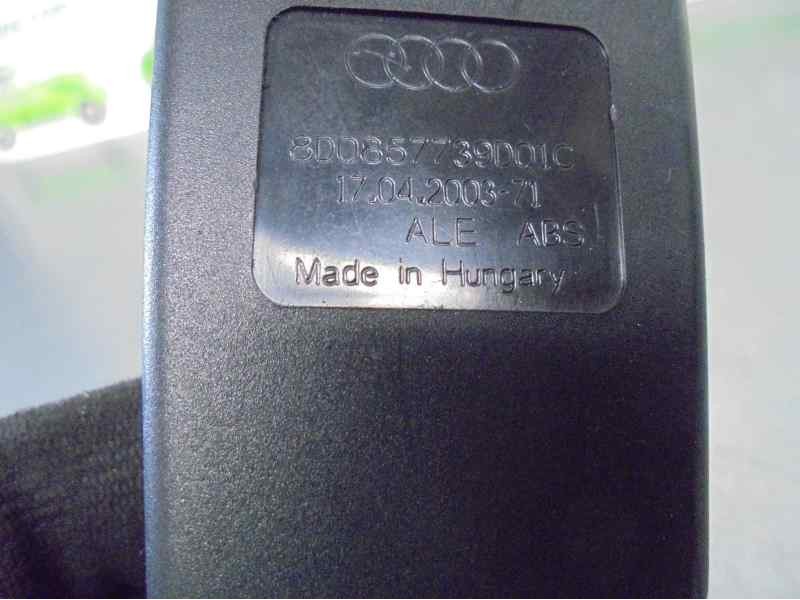 8D0857739D01C
17.04.2003-71
ALE ABS
Made in Hungary